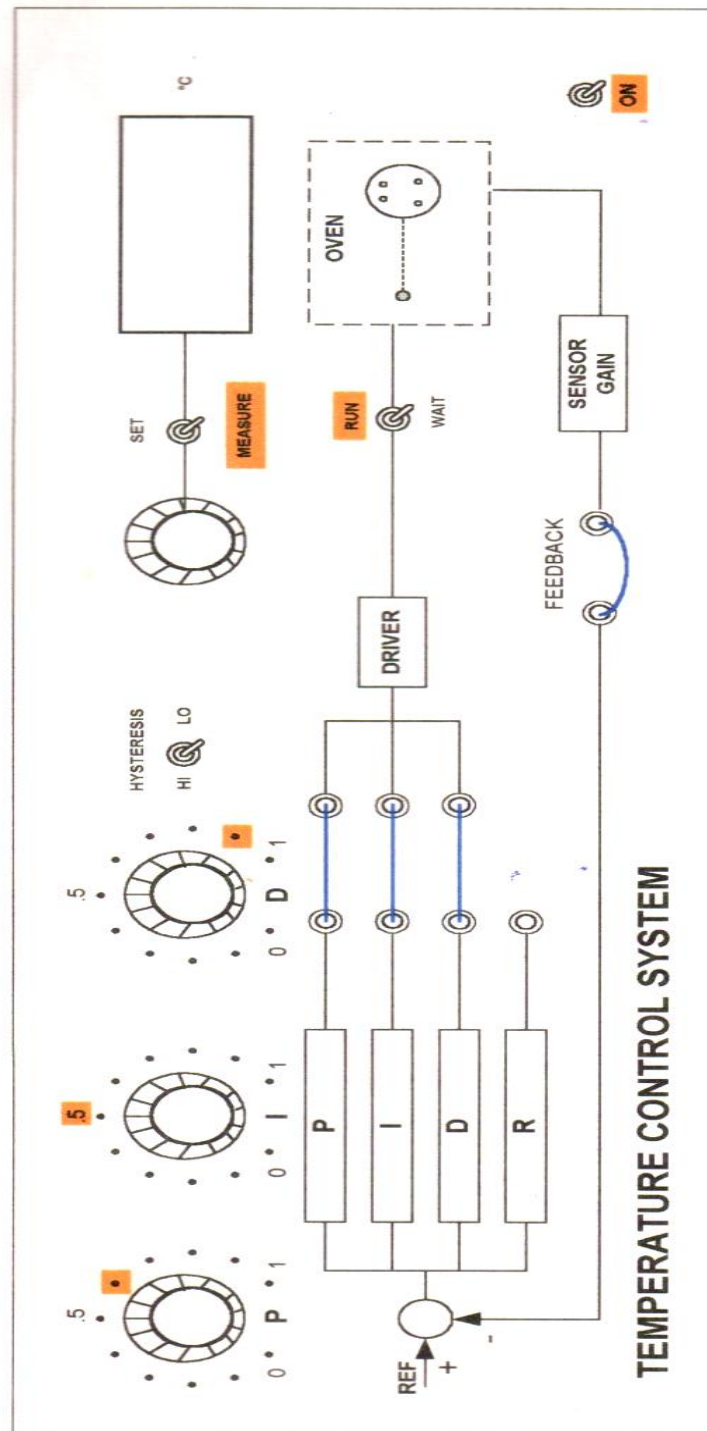 .5
.5
.5
HYSTERESIS
HI
LO
SET
MEASURE
°C
0
1
P
0
1
I
0
1
D
P
I
D
R
DRIVER
RUN
WAIT
OVEN
REF
+
-
FEEDBACK
SENSOR
GAIN
ON
TEMPERATURE CONTROL SYSTEM